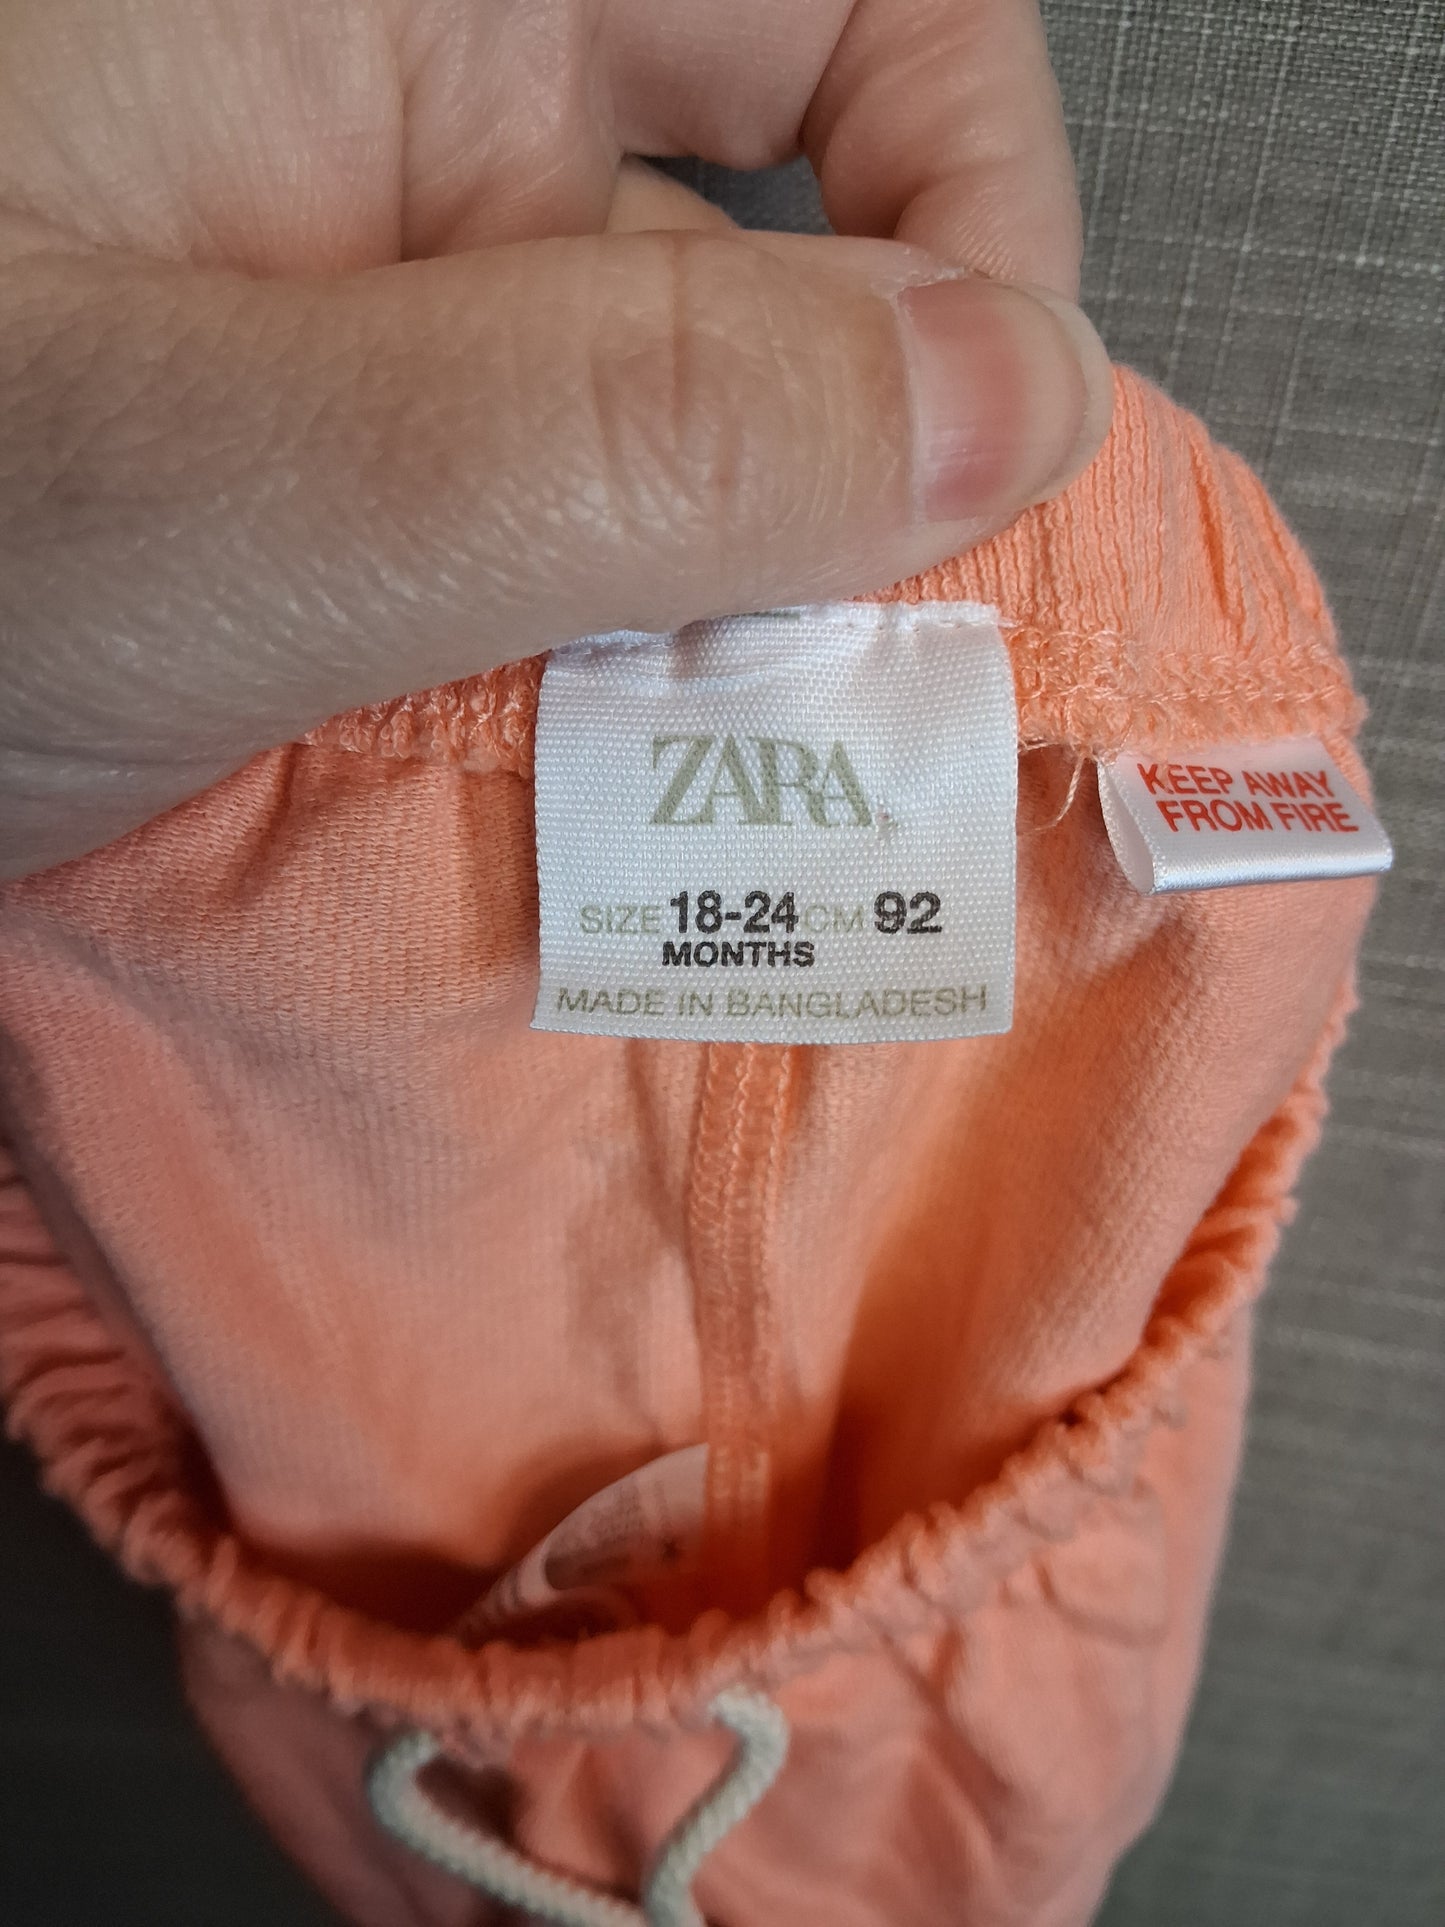 ZARA
SIZE 18-24 CM 92
MONTHS
MADE IN BANGLADESH
KEEP AWAY
FROM FIRE